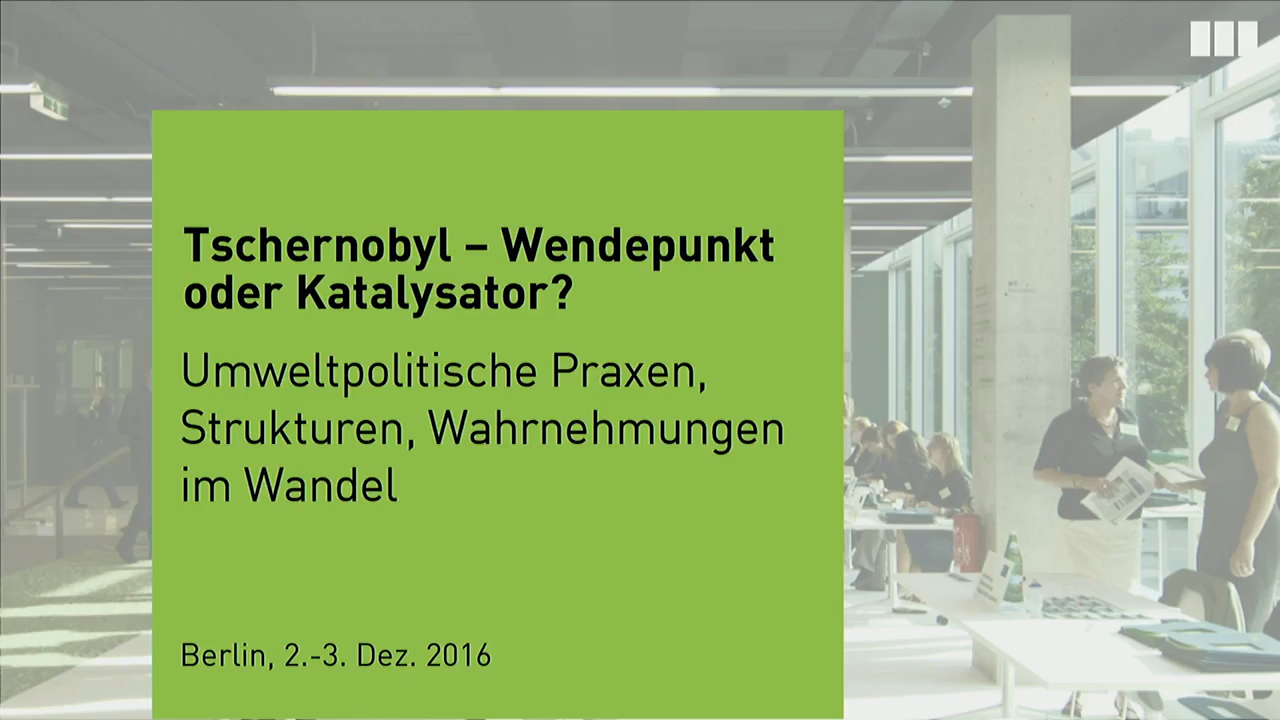 Tschernobyl – Wendepunkt
oder Katalysator?
Umweltpolitische Praxen,
Strukturen, Wahrnehmungen
im Wandel
Berlin, 2.-3. Dez. 2016